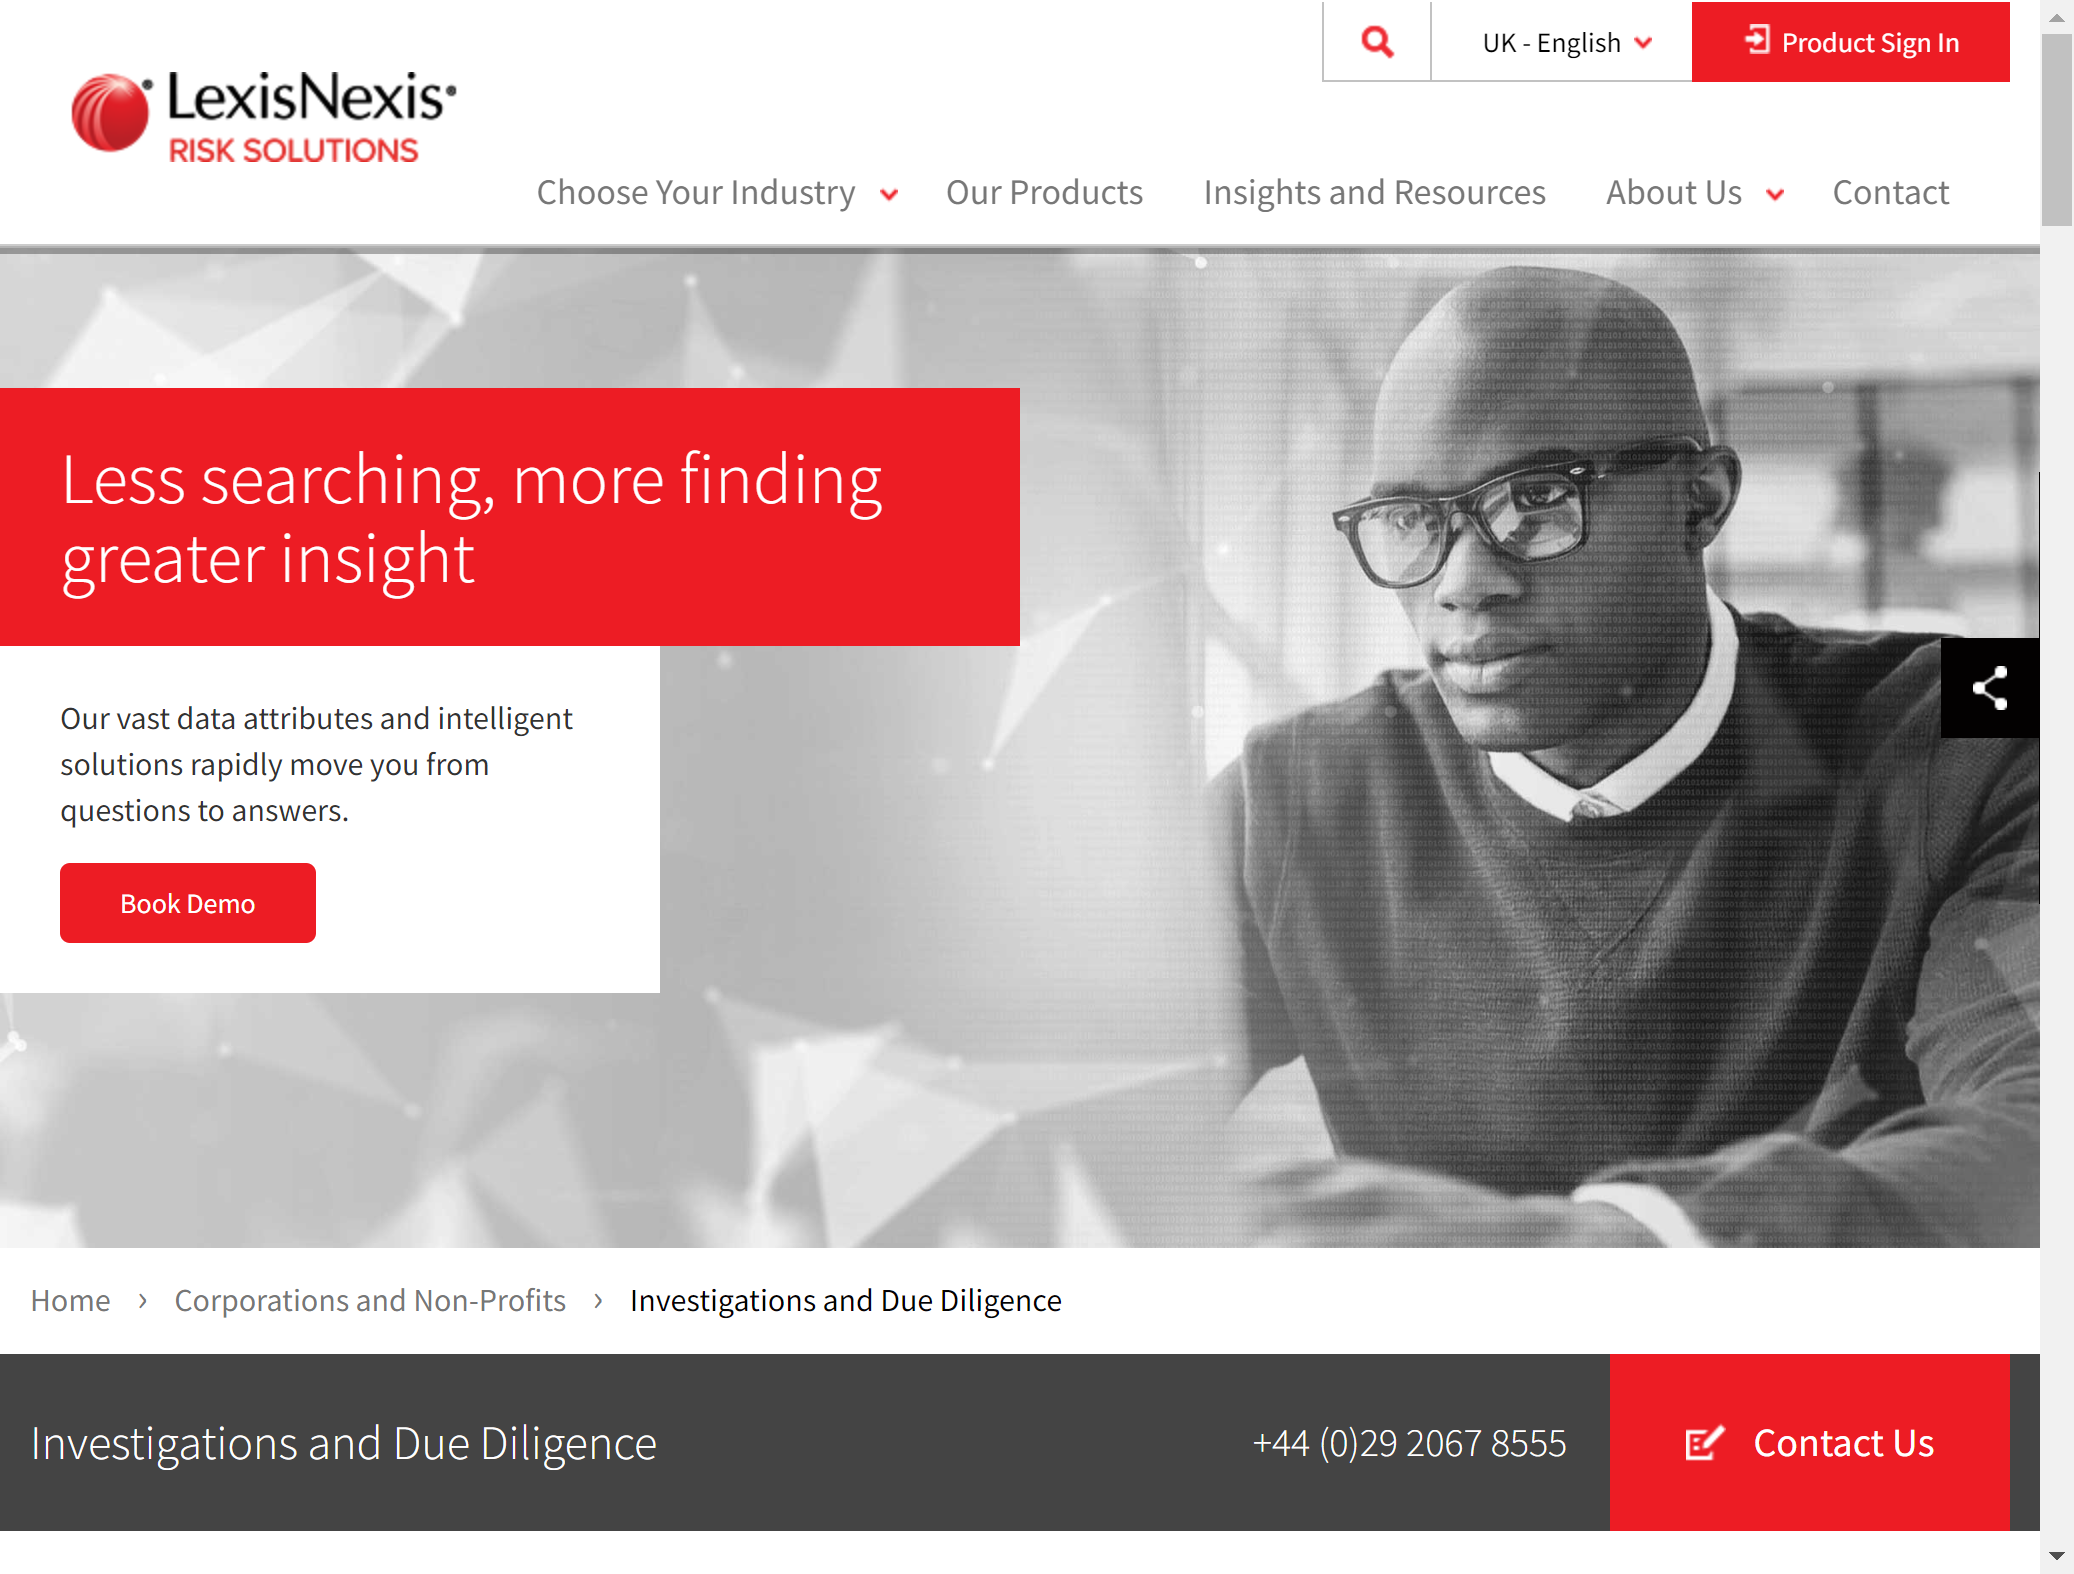 UK - English
Product Sign In
LexisNexis
RISK SOLUTIONS
Choose Your Industry
Our Products
Insights and Resources
About Us
Contact
Less searching, more finding
greater insight
Our vast data attributes and intelligent
solutions rapidly move you from
questions to answers.
Book Demo
Home › Corporations and Non-Profits › Investigations and Due Diligence
Investigations and Due Diligence
+44 (0)29 2067 8555
Contact Us